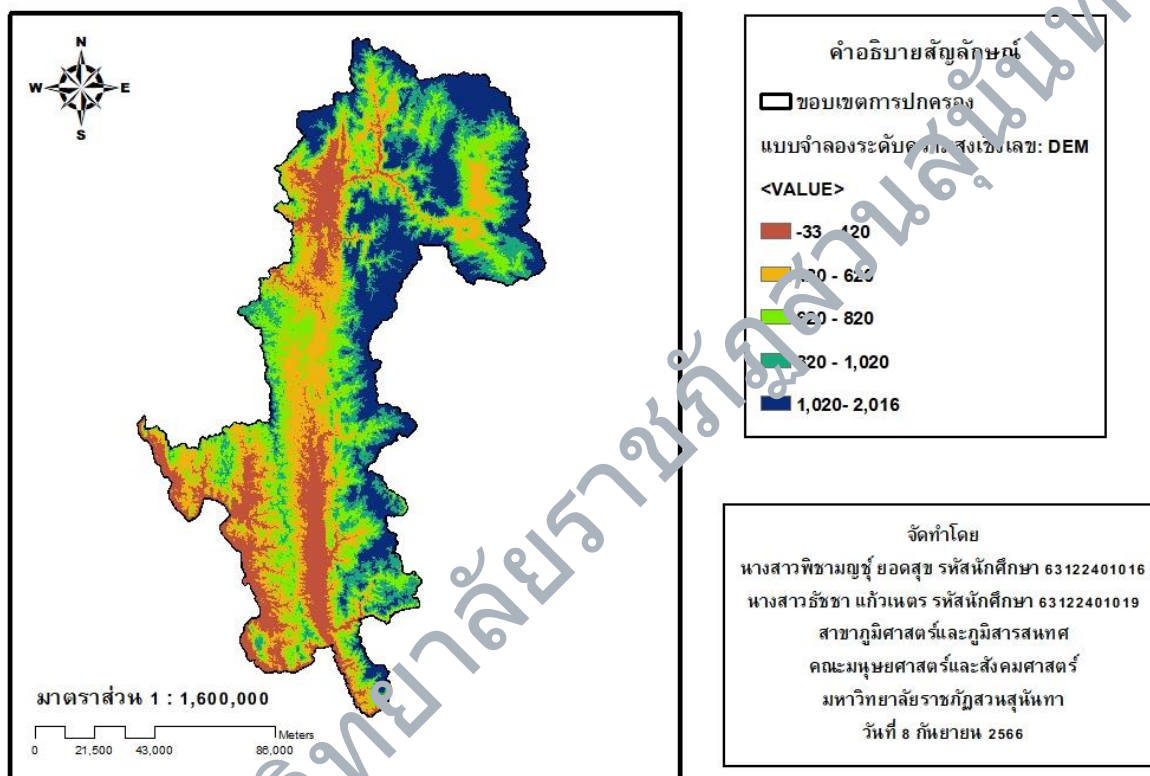 N
W E
S
มาตราส่วน 1 : 1,600,000
Meters
0 21,500 43,000 86,000
คำอธิบายสัญลักษณ์
ขอบเขตการปกครอง
แบบจำลองระดับความสูงเชิงเลข: DEM
<VALUE>
-33 - 420
420 - 620
620 - 820
820 - 1,020
1,020- 2,016
จัดทำโดย
นางสาวพิชามญชุ์ ยอดสุข รหัสนักศึกษา 63122401016
นางสาวธัชชา แก้วเนตร รหัสนักศึกษา 63122401019
สาขาภูมิศาสตร์และภูมิสารสนทศ
คณะมนุษยศาสตร์และสังคมศาสตร์
มหาวิทยาลัยราชภัฏสวนสุนันทา
วันที่ 8 กันยายน 2566